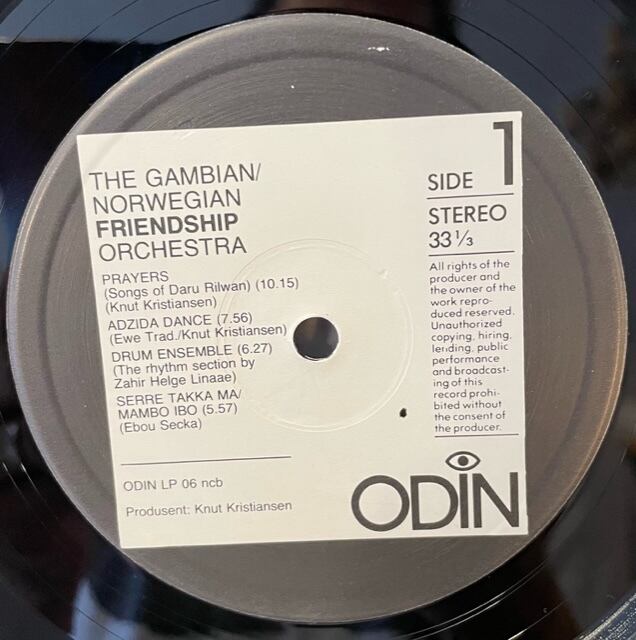 THE GAMBIAN/
NORWEGIAN
FRIENDSHIP
ORCHESTRA
PRAYERS
(Songs of Daru Rilwan) (10.15)
(Knut Kristiansen)
ADZIDA DANCE (7.56)
(Ewe Trad./Knut Kristiansen)
DRUM ENSEMBLE (6.27)
(The rhythm section by
Zahir Helge Linaae)
SERRE TAKKA MA/
MAMBO IBO (5.57)
(Ebou Secka)
ODIN LP 06 ncb
Produsent: Knut Kristiansen
SIDE 1
STEREO
33 1/3
All rights of the
producer and
the owner of the
work repro-
duced reserved.
Unauthorized
copying, hiring,
lending, public
performance
and broadcast-
ing of this
record prohi-
bited without
the consent of
the producer.
ODIN